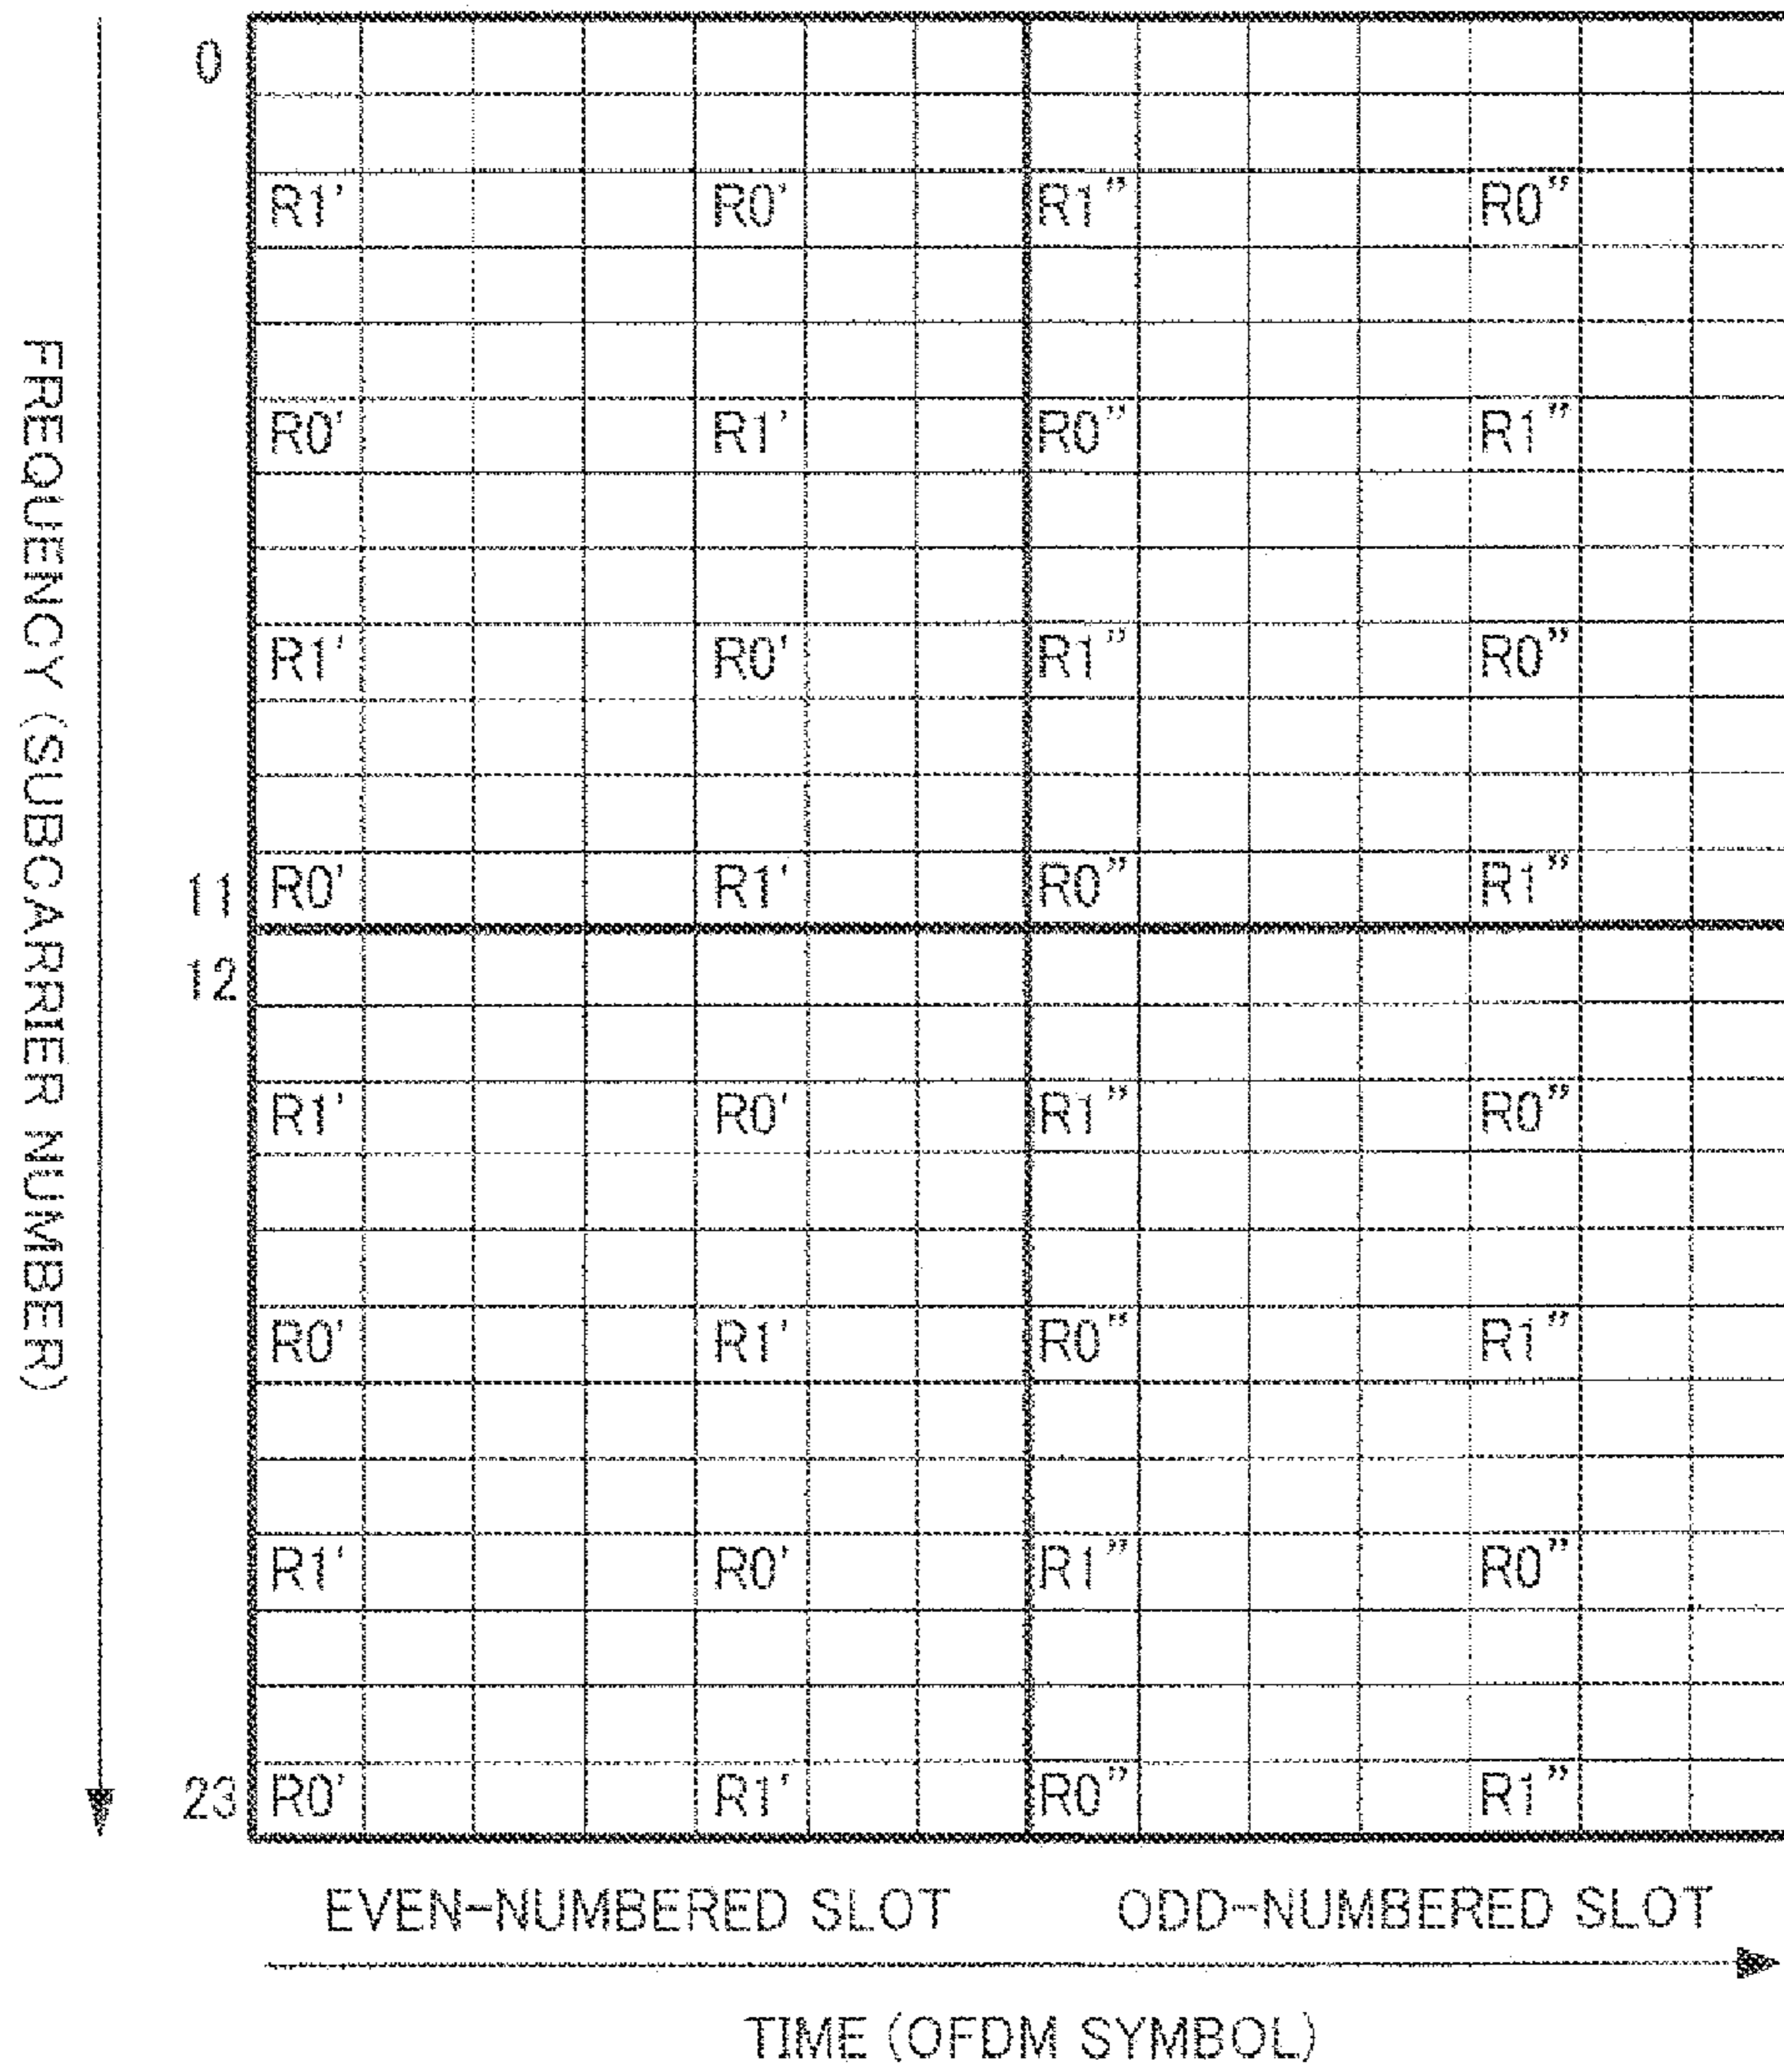 FREQUENCY (SUBCARRIER NUMBER)
0
R1' R0' R1" R0"
R0' R1' R0" R1"
R1' R0' R1" R0"
11 R0' R1' R0" R1"
12
R1' R0' R1" R0"
R0' R1' R0" R1"
R1' R0' R1" R0"
23 R0' R1' R0" R1"
EVEN-NUMBERED SLOT ODD-NUMBERED SLOT
TIME (OFDM SYMBOL)